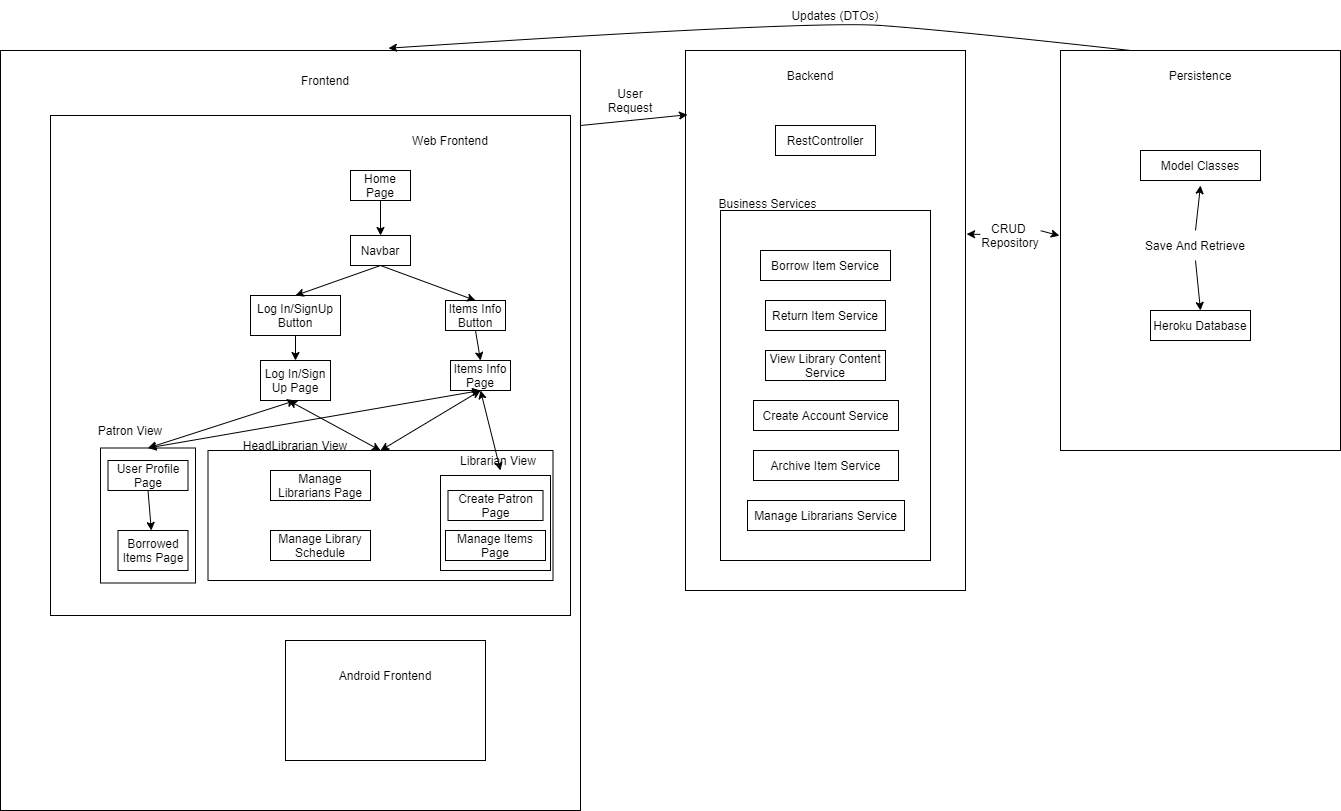 Updates (DTOs)
Frontend
Web Frontend
Home
Page
Navbar
Log In/SignUp
Button
Items Info
Button
Log In/Sign
Up Page
Items Info
Page
Patron View
User Profile
Page
Borrowed
Items Page
HeadLibrarian View
Manage
Librarians Page
Manage Library
Schedule
Librarian View
Create Patron
Page
Manage Items
Page
Android Frontend
User
Request
Backend
RestController
Business Services
Borrow Item Service
Return Item Service
View Library Content
Service
Create Account Service
Archive Item Service
Manage Librarians Service
CRUD
Repository
Persistence
Model Classes
Save And Retrieve
Heroku Database